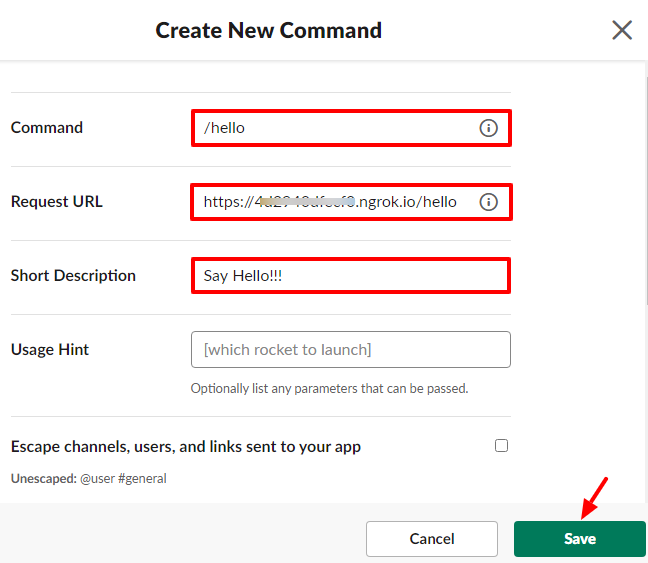 Create New Command
Command
/hello
Request URL
https://
.ngrok.io/hello
Short Description
Say Hello!!!
Usage Hint
[which rocket to launch]
Optionally list any parameters that can be passed.
Escape channels, users, and links sent to your app
Unescaped: @user #general
Cancel
Save